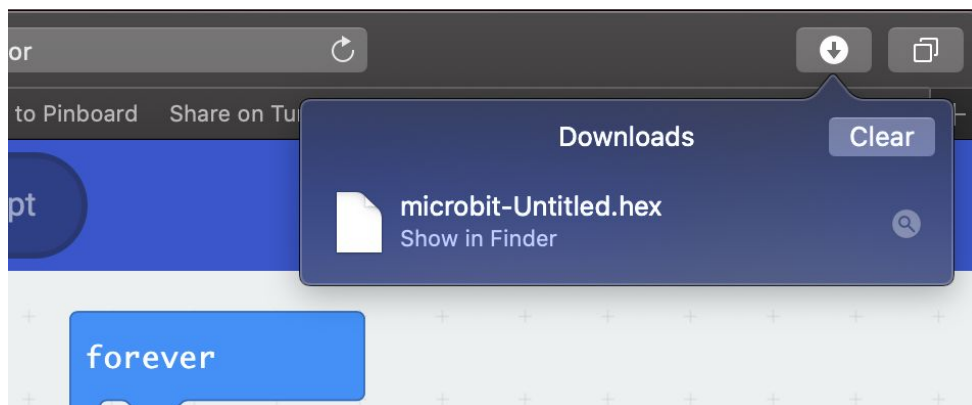 or
to Pinboard Share on Tu
Downloads
Clear
microbit-Untitled.hex
Show in Finder
pt
forever